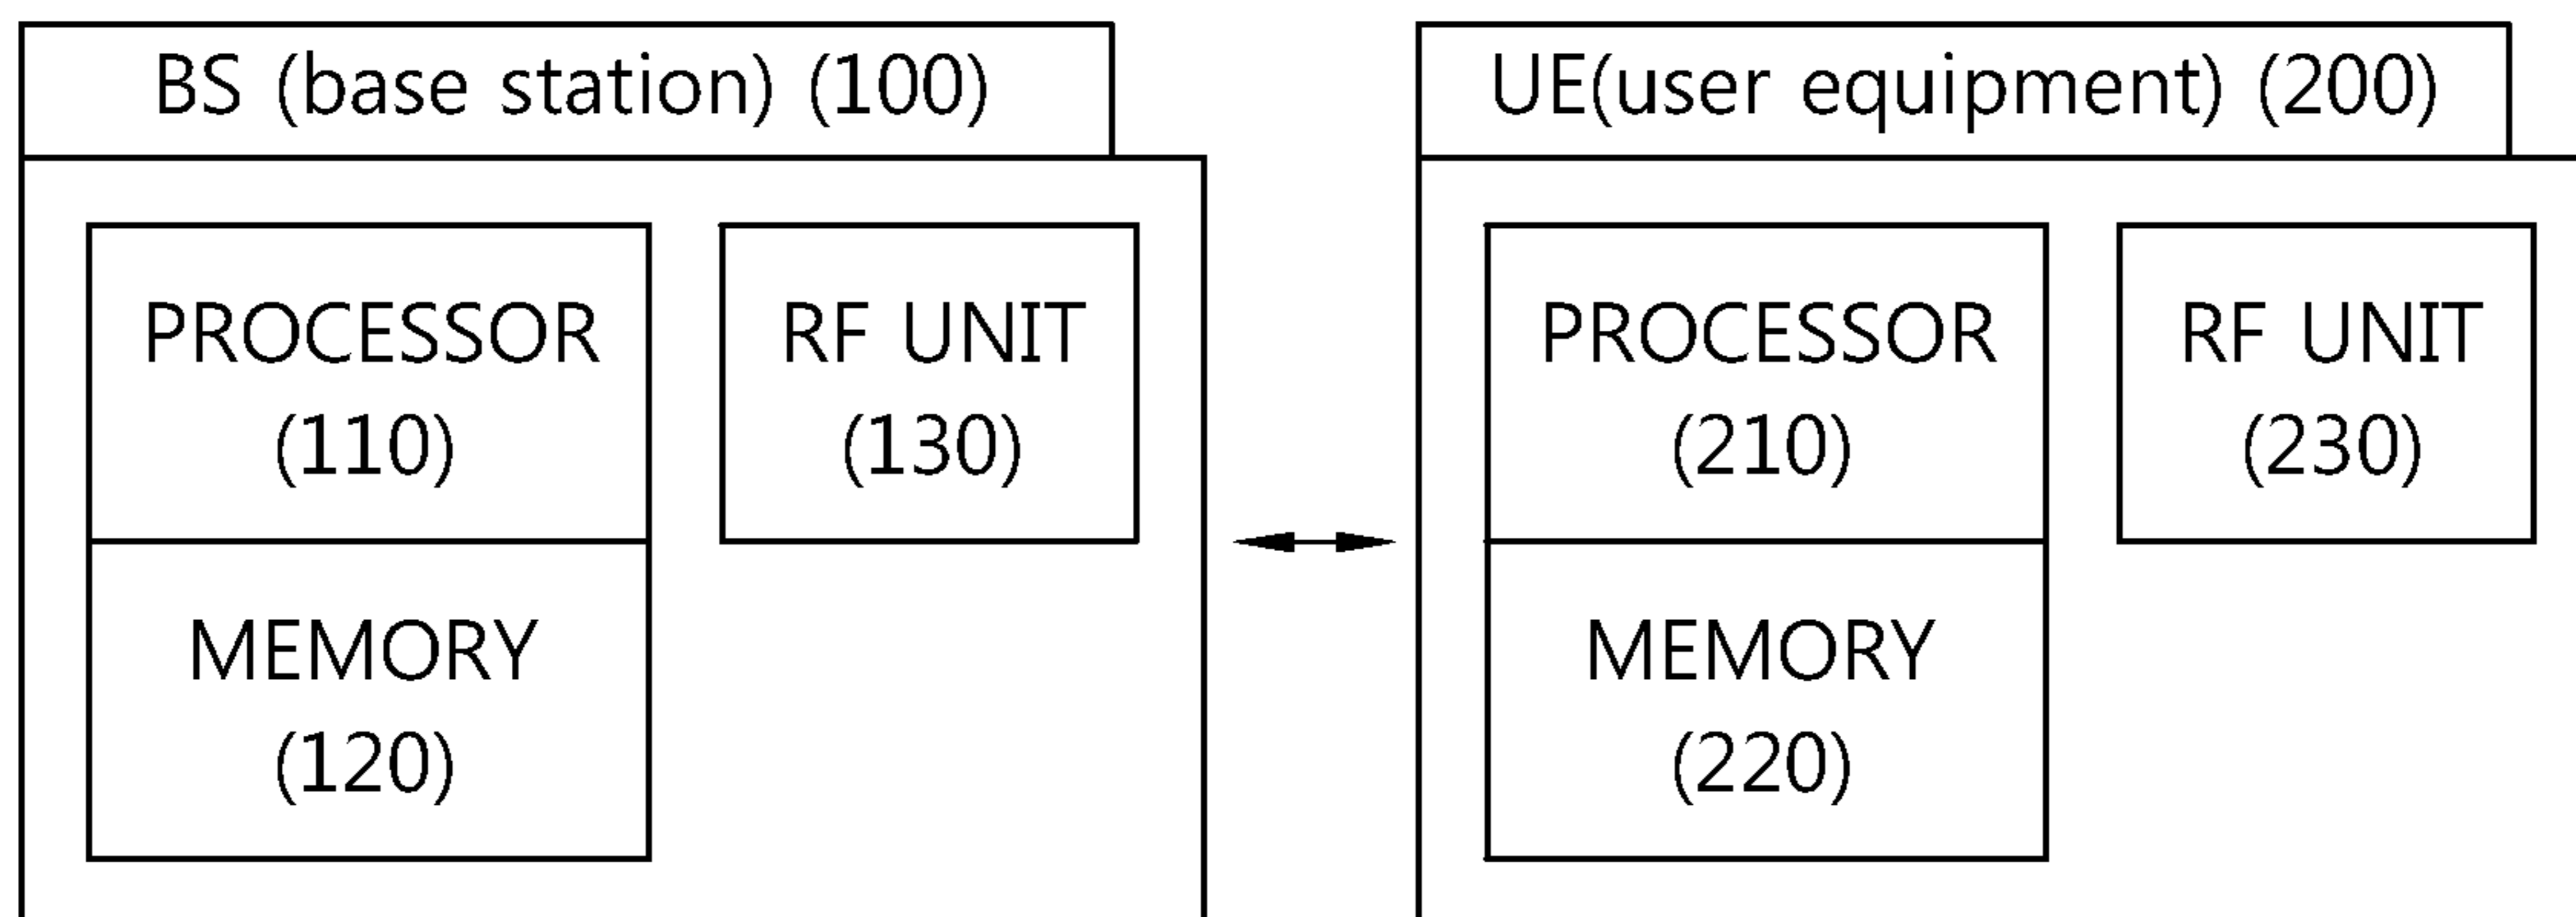 BS (base station) (100)
PROCESSOR
(110)
RF UNIT
(130)
MEMORY
(120)
UE(user equipment) (200)
PROCESSOR
(210)
RF UNIT
(230)
MEMORY
(220)